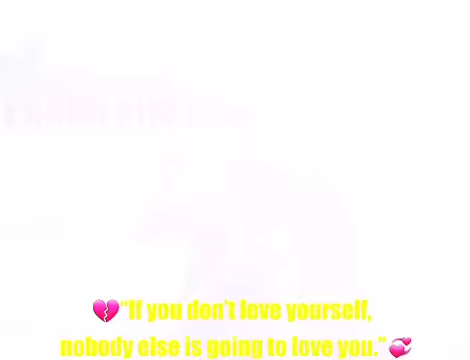 💔“If you don’t love yourself,
nobody else is going to love you.”💞